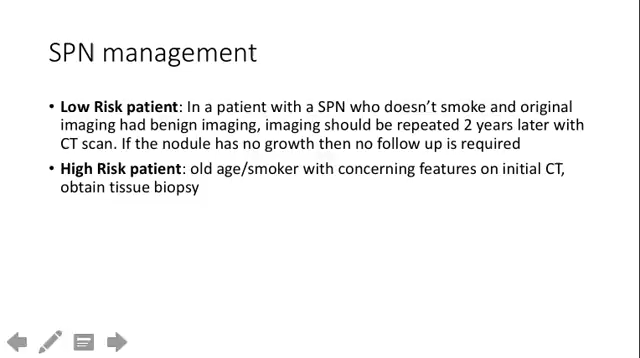 SPN management
• Low Risk patient: In a patient with a SPN who doesn't smoke and original
imaging had benign imaging, imaging should be repeated 2 years later with
CT scan. If the nodule has no growth then no follow up is required
• High Risk patient: old age/smoker with concerning features on initial CT,
obtain tissue biopsy